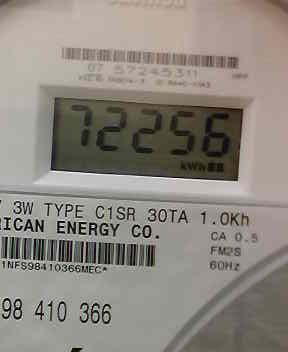 07 57245311
72256
kWh
3W TYPE C1SR 30TA 1.0Kh
RICAN ENERGY CO.
CA 0.5
FM2S
60Hz
1NFS98410366MEC*
98 410 366